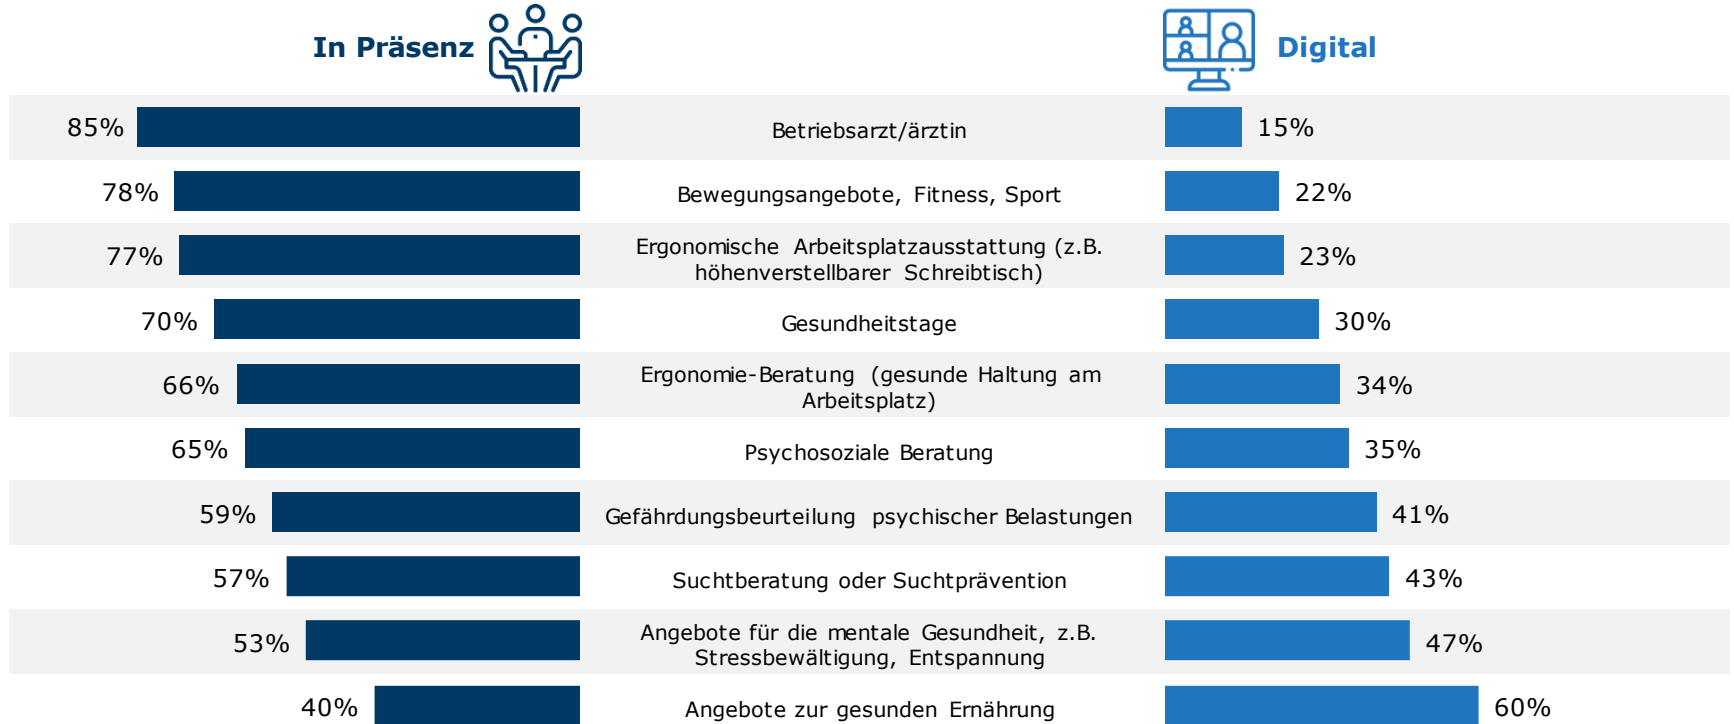 In Präsenz
Digital
85%
Betriebsarzt/ärztin
15%
78%
Bewegungsangebote, Fitness, Sport
22%
77%
Ergonomische Arbeitsplatzausstattung (z.B.
höhenverstellbarer Schreibtisch)
23%
70%
Gesundheitstage
30%
66%
Ergonomie-Beratung (gesunde Haltung am
Arbeitsplatz)
34%
65%
Psychosoziale Beratung
35%
59%
Gefährdungsbeurteilung psychischer Belastungen
41%
57%
Suchtberatung oder Suchtprävention
43%
53%
Angebote für die mentale Gesundheit, z.B.
Stressbewältigung, Entspannung
47%
40%
Angebote zur gesunden Ernährung
60%